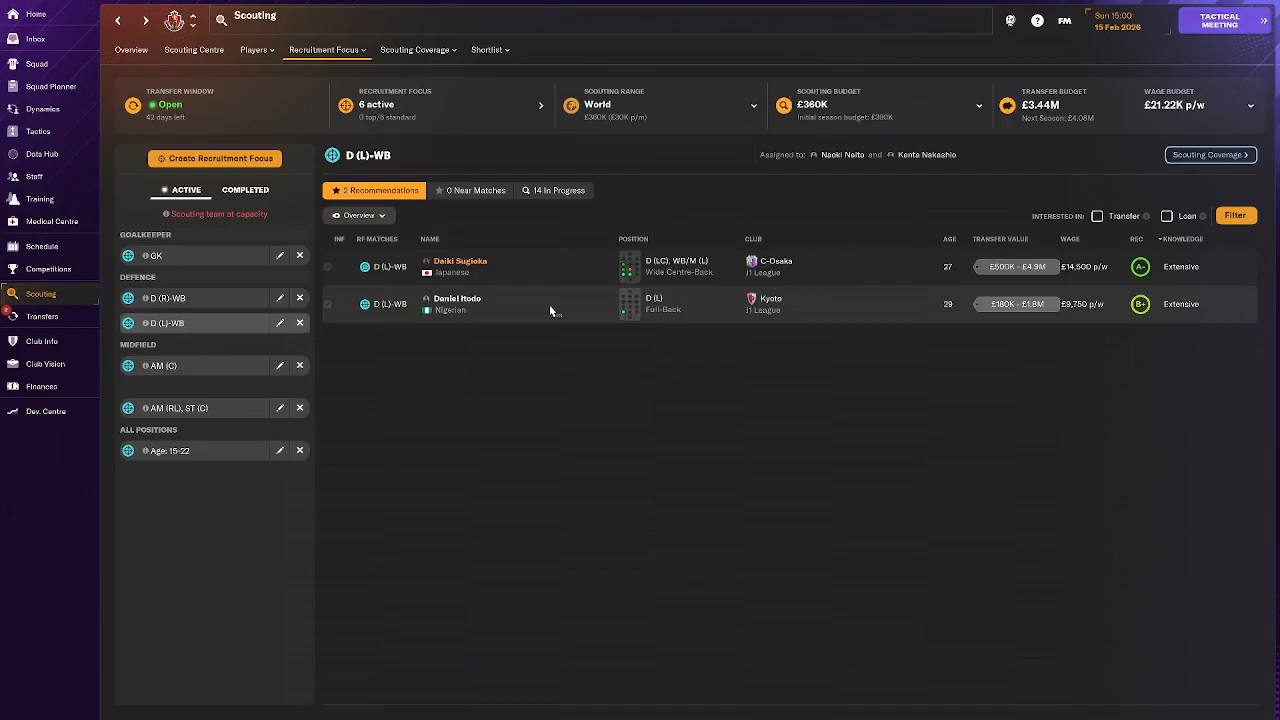 Home
Scouting
FM
Sun 15:00
15 Feb 2026
TACTICAL MEETING
Inbox
Overview
Scouting Centre
Players
Recruitment Focus
Scouting Coverage
Shortlist
Squad
Squad Planner
Dynamics
Tactics
Data Hub
Staff
Training
Medical Centre
Schedule
Competitions
Scouting
2
Transfers
Club Info
Club Vision
Finances
Dev. Centre
TRANSFER WINDOW
Open
42 days left
RECRUITMENT FOCUS
6 active
0 top/6 standard
SCOUTING RANGE
World
£360K (£30K p/m)
SCOUTING BUDGET
£360K
Initial season budget: £390K
TRANSFER BUDGET
£3.44M
Next Season: £4.08M
WAGE BUDGET
£21.22K p/w
Create Recruitment Focus
ACTIVE
COMPLETED
Scouting team at capacity
GOALKEEPER
GK
DEFENCE
D (R)-WB
D (L)-WB
MIDFIELD
AM (C)
AM (RL), ST (C)
ALL POSITIONS
Age: 15-22
D (L)-WB
Assigned to: Naoki Naito and Kenta Nakashio
Scouting Coverage >
2 Recommendations
0 Near Matches
14 In Progress
Overview
INTERESTED IN: Transfer Loan Filter
INF RF MATCHES NAME POSITION CLUB AGE TRANSFER VALUE WAGE REC KNOWLEDGE
D (L)-WB Daiki Sugioka D (LC), WB/M (L) C-Osaka 27 £500K - £4.9M £14,500 p/w A- Extensive
Japanese Wide Centre-Back J1 League
D (L)-WB Daniel Itodo D (L) Kyoto 29 £180K - £1.8M £9,750 p/w B+ Extensive
Nigerian Full-Back J1 League